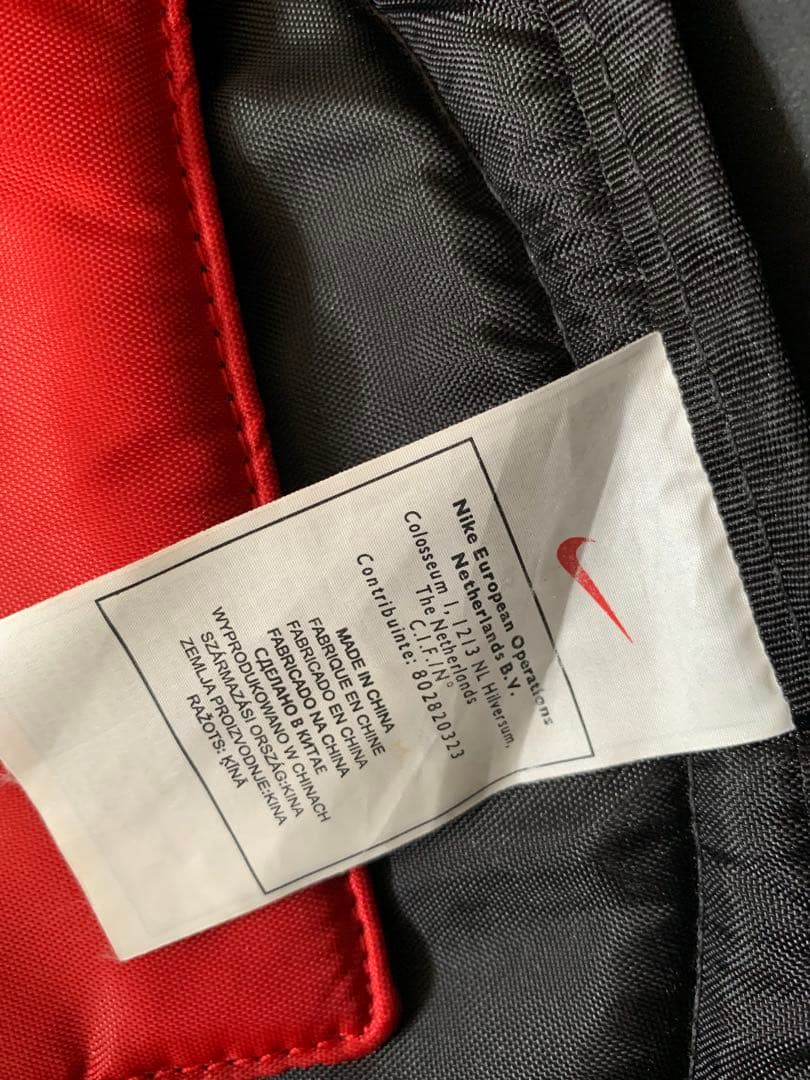 Nike European Operations
Netherlands B.V.
Colosseum 1, 1213 NL Hilversum,
The Netherlands
C.I.F./N°
Contribuinte: 802820323
MADE IN CHINA
FABRIQUE EN CHINE
FABRICADO EN CHINA
FABRICADO NA CHINA
СДЕЛАНО В КИТАЕ
WYPRODUKOWANO W CHINACH
SZÁRMAZÁSI ORSZÁG:KINA
ZEMLJA PROIZVODNJE:KINA
RAŽOTS: ĶĪNĀ